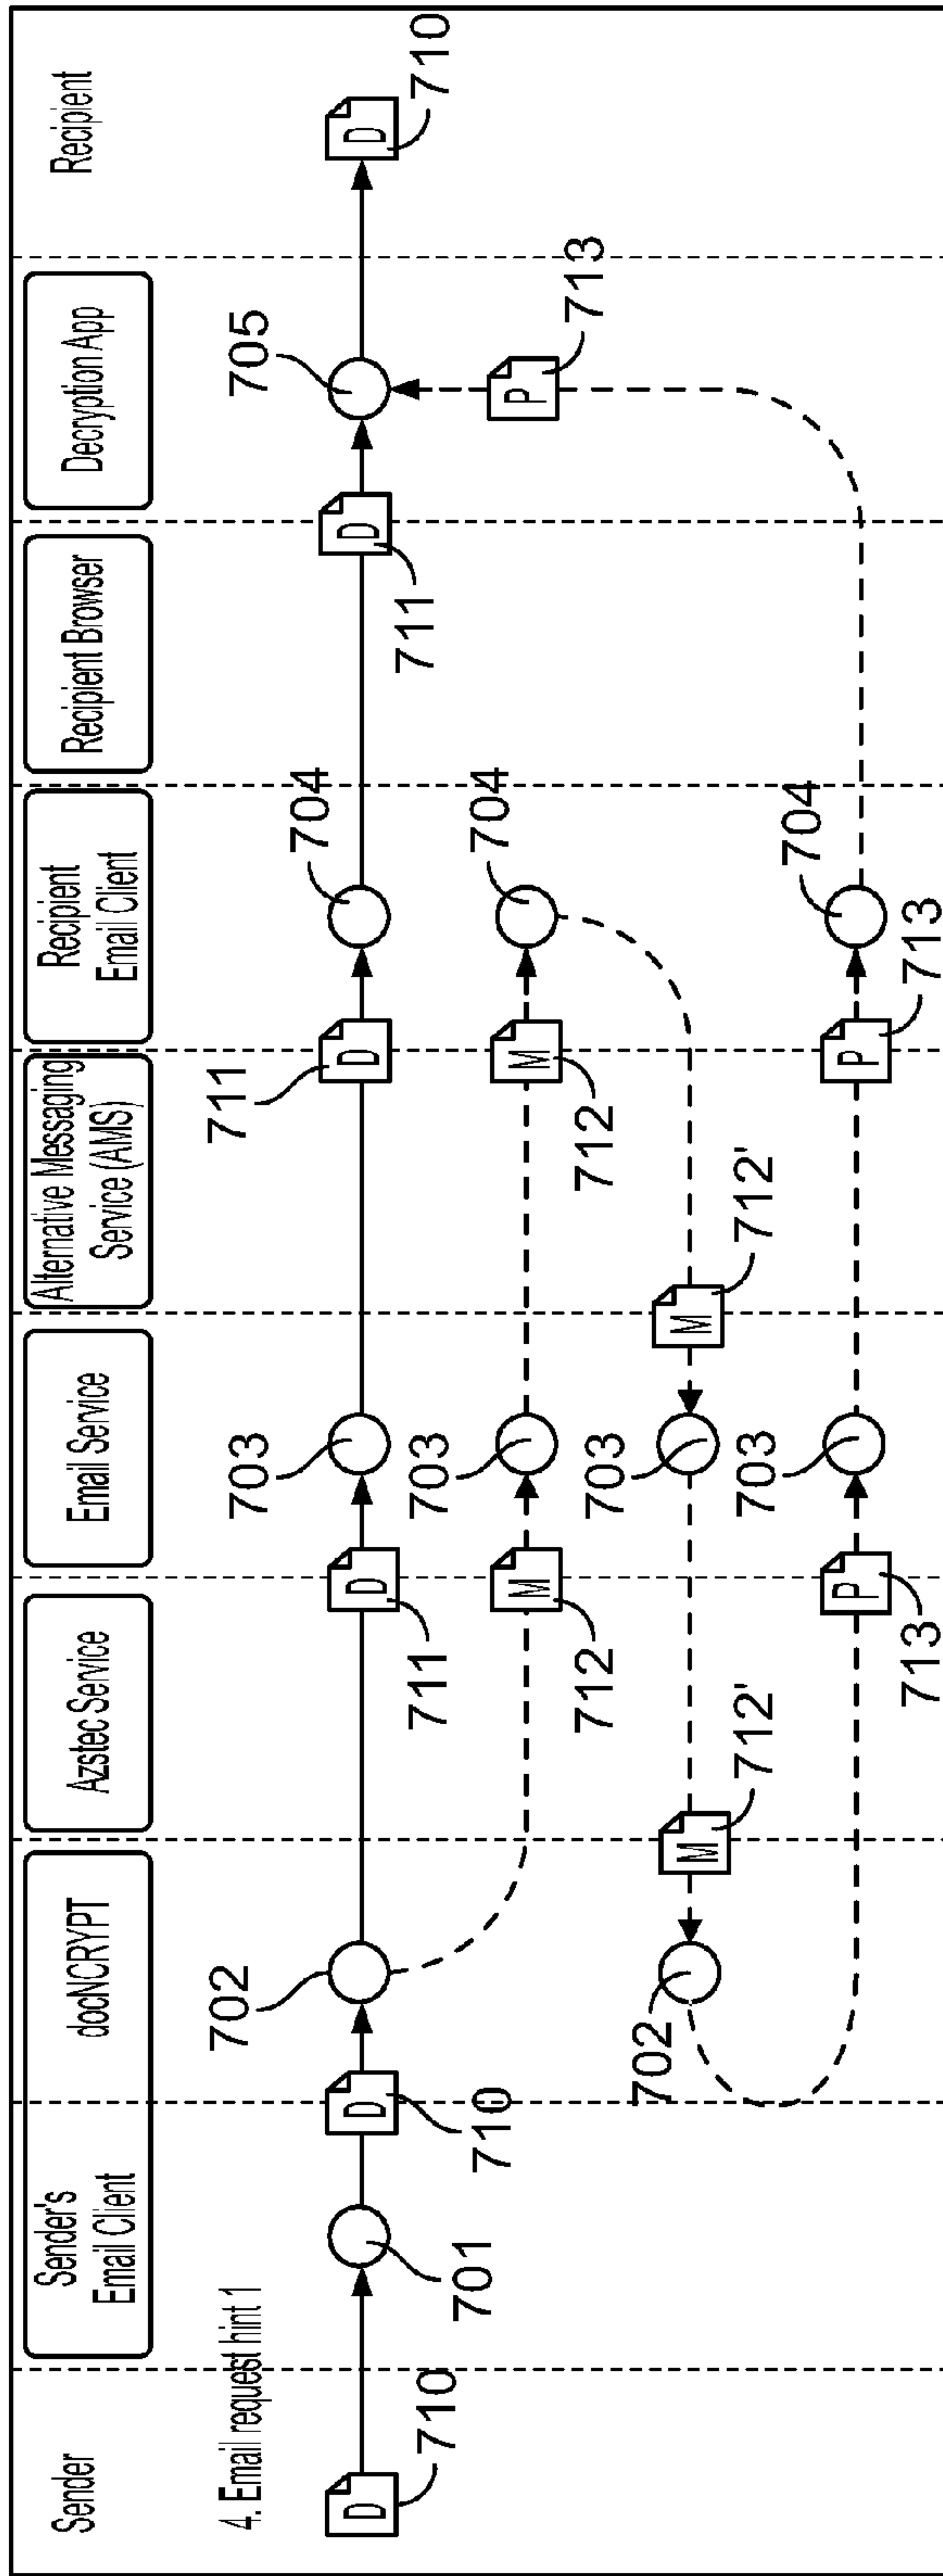 Sender
Sender's
Email Client
docNCRYPT
Azstec Service
Email Service
Alternative Messaging
Service (AMS)
Recipient
Email Client
Recipient Browser
Decryption App
Recipient
4. Email request hint 1
D
710
701
D
710
702
D
711
703
D
711
704
D
711
705
D
710
M
712
703
M
712
704
P
713
702
M
712'
703
M
712'
P
713
703
P
713
704